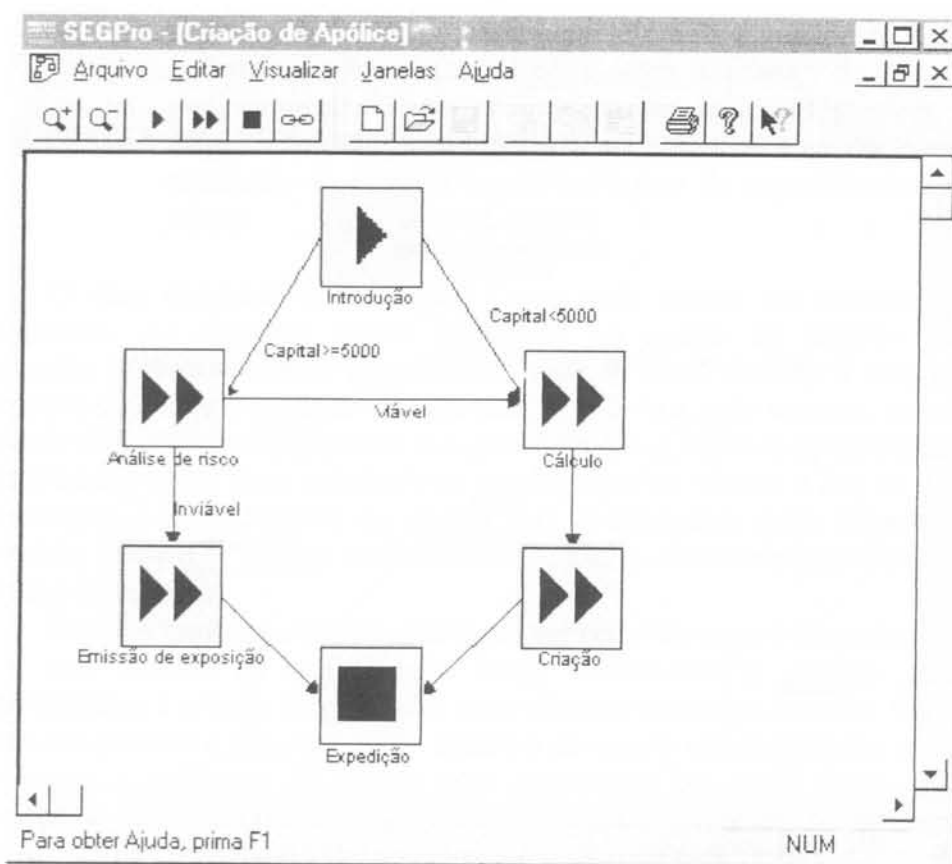 SEGPro - [Criação de Apólice]
Arquivo Editar Visualizar Janelas Ajuda
Introdução
Capital<5000
Capital>=5000
Viável
Análise de risco
Cálculo
Inviável
Emissão de exposição
Criação
Expedição
Para obter Ajuda, prima F1
NUM